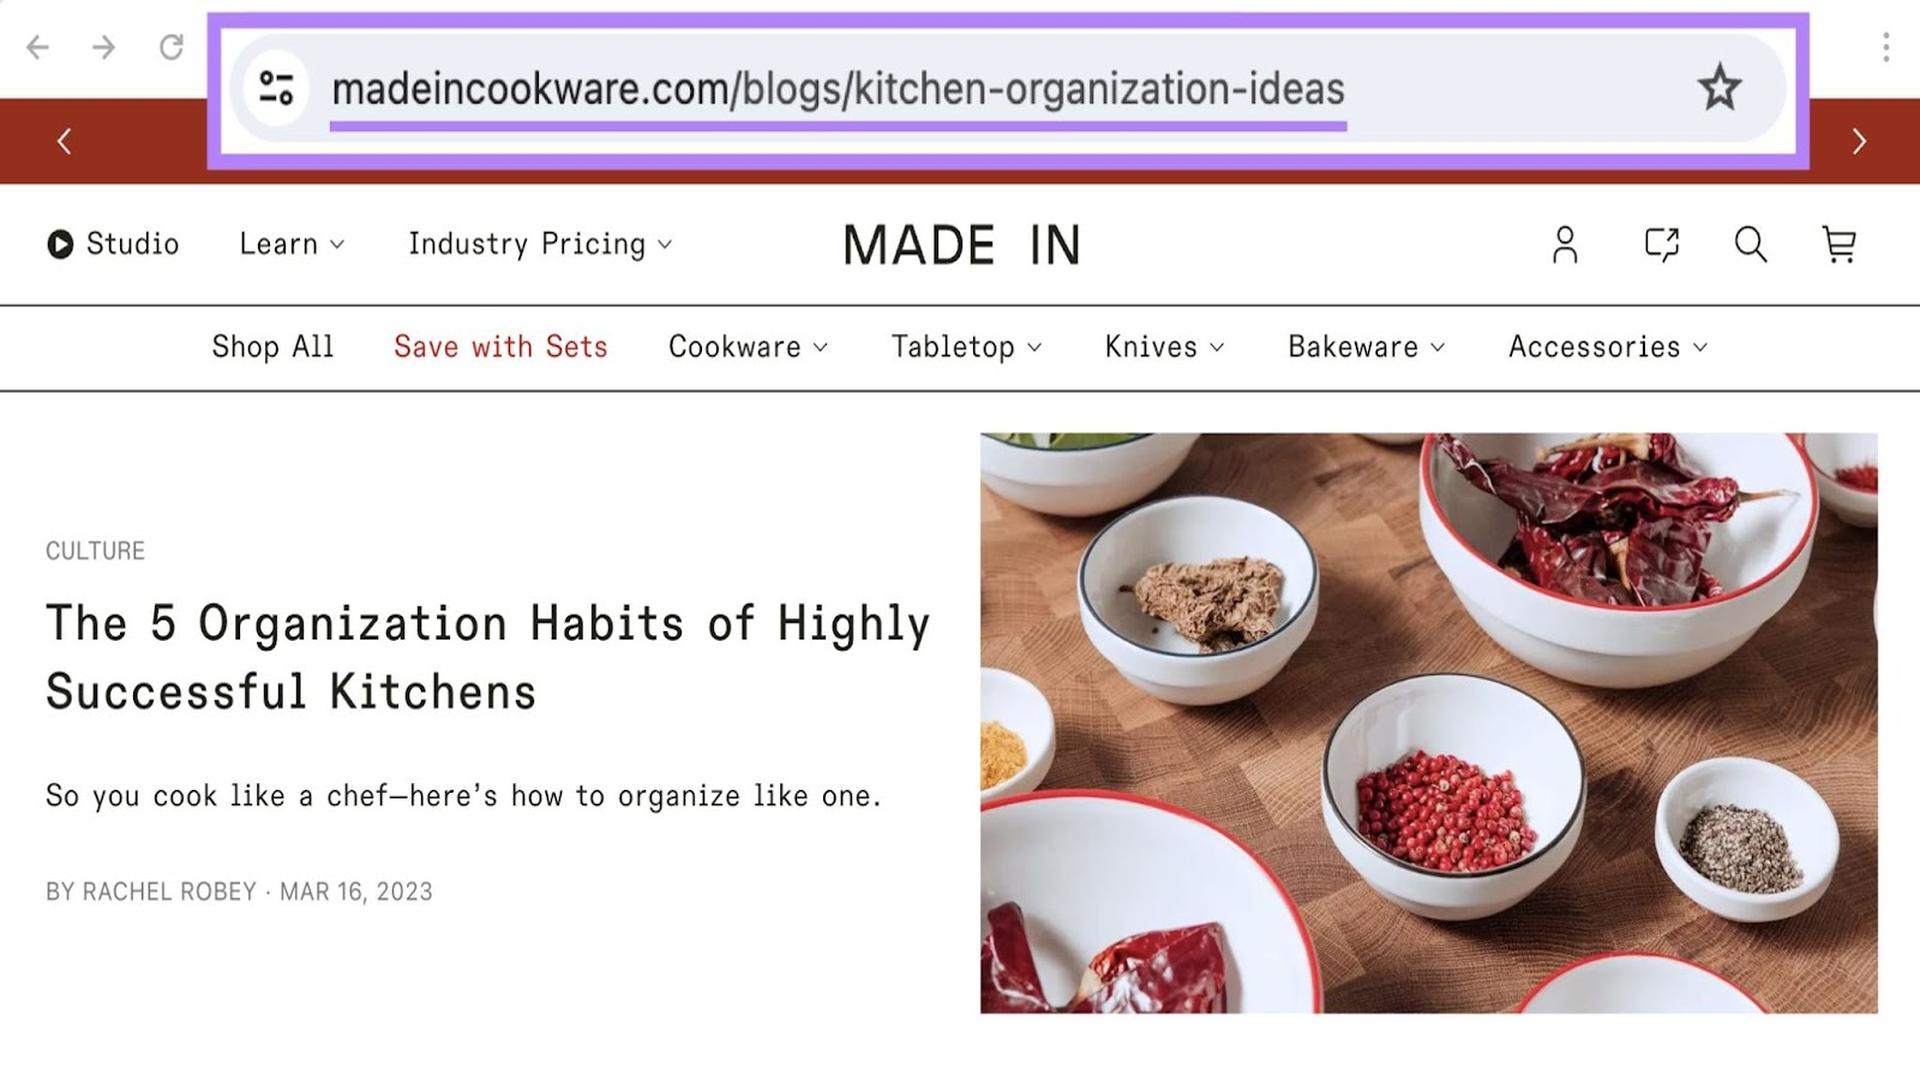 madeincookware.com/blogs/kitchen-organization-ideas
Studio Learn Industry Pricing MADE IN
Shop All Save with Sets Cookware Tabletop Knives Bakeware Accessories
CULTURE
The 5 Organization Habits of Highly
Successful Kitchens
So you cook like a chef—here’s how to organize like one.
BY RACHEL ROBEY · MAR 16, 2023